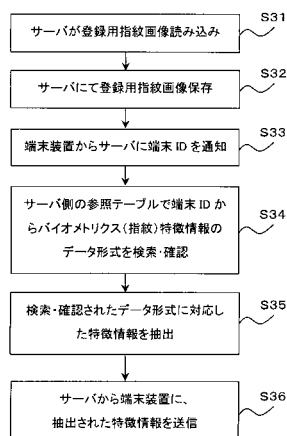 S31
サーバが登録用指紋画像読み込み
S32
サーバにて登録用指紋画像保存
S33
端末装置からサーバに端末 ID を通知
S34
サーバ側の参照テーブルで端末 ID か
らバイオメトリクス(指紋)特徴情報の
データ形式を検索・確認
S35
検索・確認されたデータ形式に対応し
た特徴情報を抽出
S36
サーバから端末装置に、
抽出された特徴情報を送信